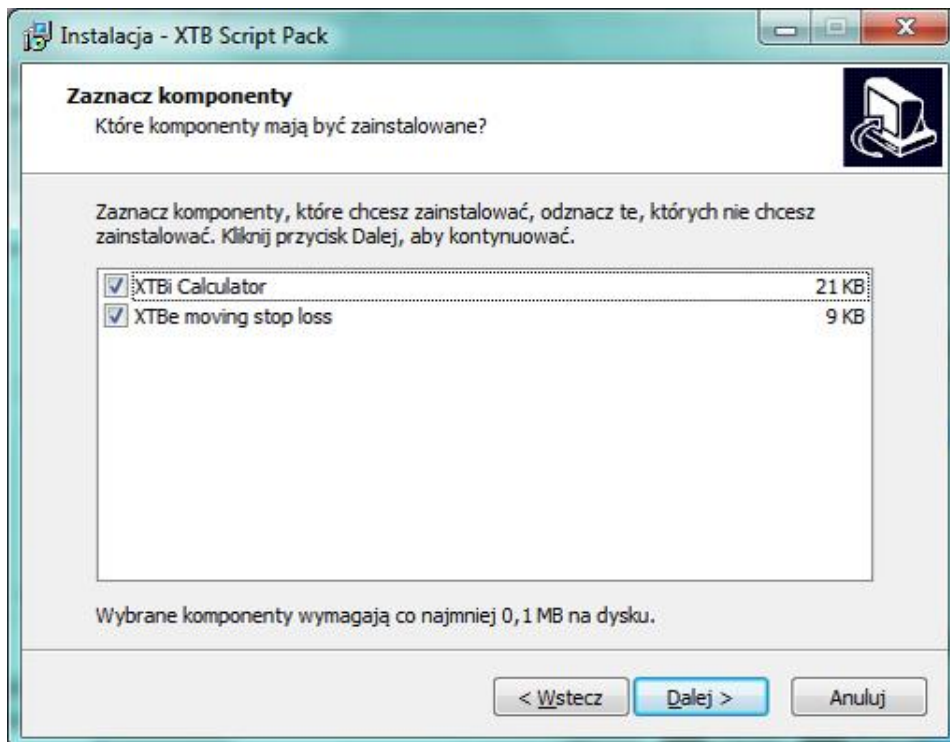 Instalacja - XTB Script Pack
Zaznacz komponenty
Które komponenty mają być zainstalowane?
Zaznacz komponenty, które chcesz zainstalować, odznacz te, których nie chcesz
zainstalować. Kliknij przycisk Dalej, aby kontynuować.
XTBi Calculator 21 KB
XTBe moving stop loss 9 KB
Wybrane komponenty wymagają co najmniej 0,1 MB na dysku.
< Wstecz Dalej > Anuluj